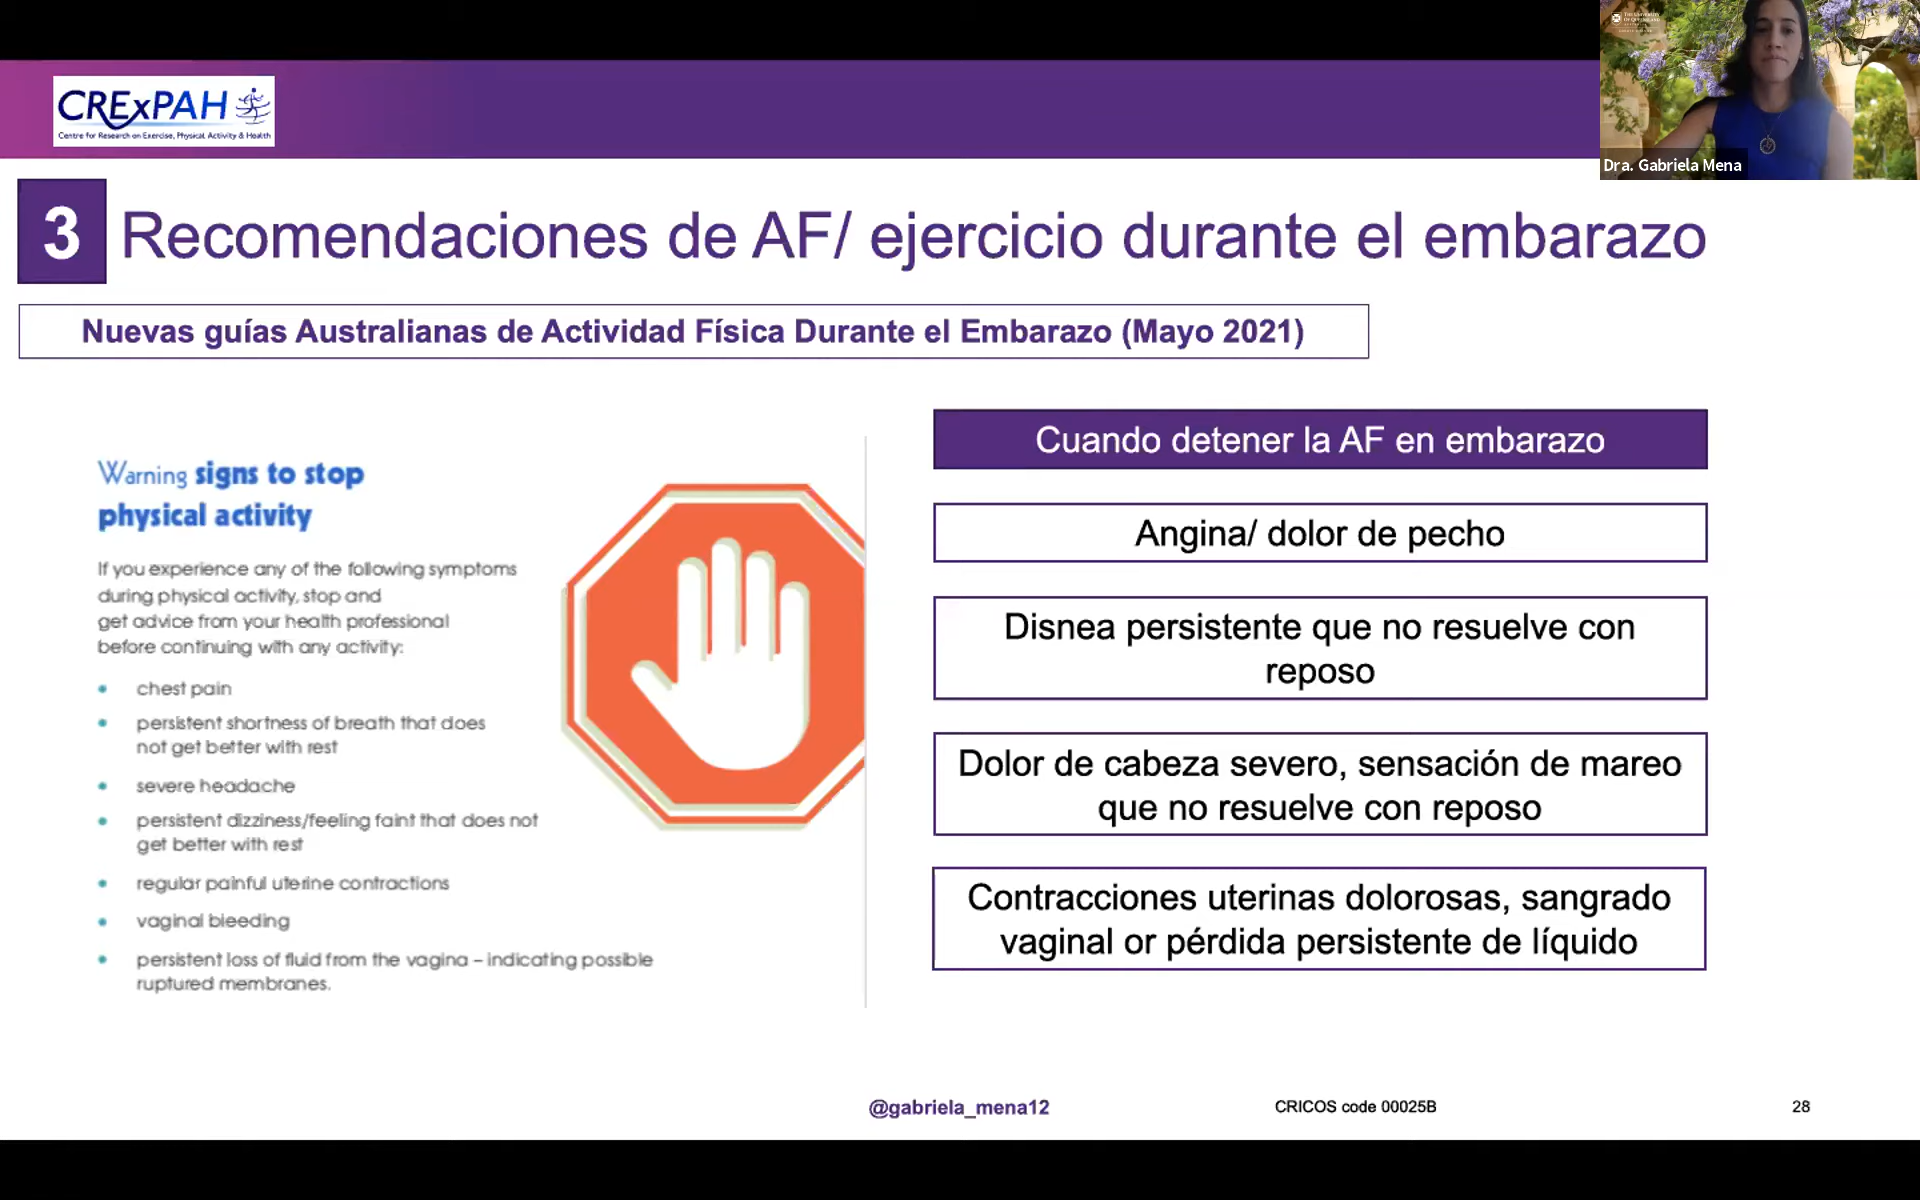 CRExPAH
Centre for Research on Exercise, Physical Activity & Health
THE UNIVERSITY
OF QUEENSLAND
Dra. Gabriela Mena
3 Recomendaciones de AF/ ejercicio durante el embarazo
Nuevas guías Australianas de Actividad Física Durante el Embarazo (Mayo 2021)
Warning signs to stop
physical activity
If you experience any of the following symptoms
during physical activity, stop and
get advice from your health professional
before continuing with any activity:
• chest pain
• persistent shortness of breath that does
not get better with rest
• severe headache
• persistent dizziness/feeling faint that does not
get better with rest
• regular painful uterine contractions
• vaginal bleeding
• persistent loss of fluid from the vagina – indicating possible
ruptured membranes.
Cuando detener la AF en embarazo
Angina/ dolor de pecho
Disnea persistente que no resuelve con
reposo
Dolor de cabeza severo, sensación de mareo
que no resuelve con reposo
Contracciones uterinas dolorosas, sangrado
vaginal or pérdida persistente de líquido
@gabriela_mena12
CRICOS code 00025B
28